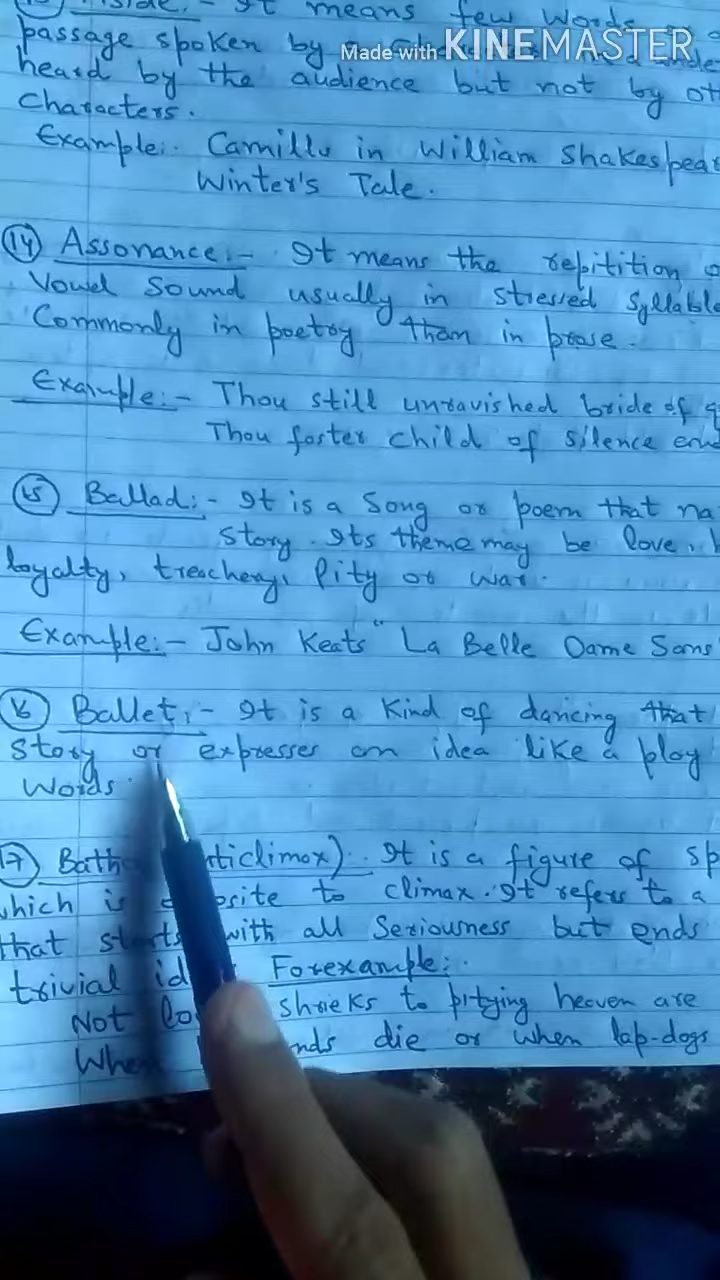 It means few words or
passage spoken by
Made with KINEMASTER
heard by the audience but not by
characters.
Example:- Camillo in William
Winter's Tale.
14 Assonance:- It means the repitition
Vowel Sound usually in stressed
Commonly in poetry than in prose.
Example:- Thou still unravished bride of
Thou foster child of silence
15 Ballad:- It is a Song or poem that
story. Its theme may be love,
loyalty, treachery, Pity or war.
Example:- John Keats "La Belle Dame Sans
16 Ballet:- It is a kind of dancing that
story or expresses an idea like a play
Words.
It is a figure of
which is to climax. It refers to a
that with all Seriousness but ends
trivial Forexample:-
Not shrieks to pitying heaven are
die or when lap-dogs